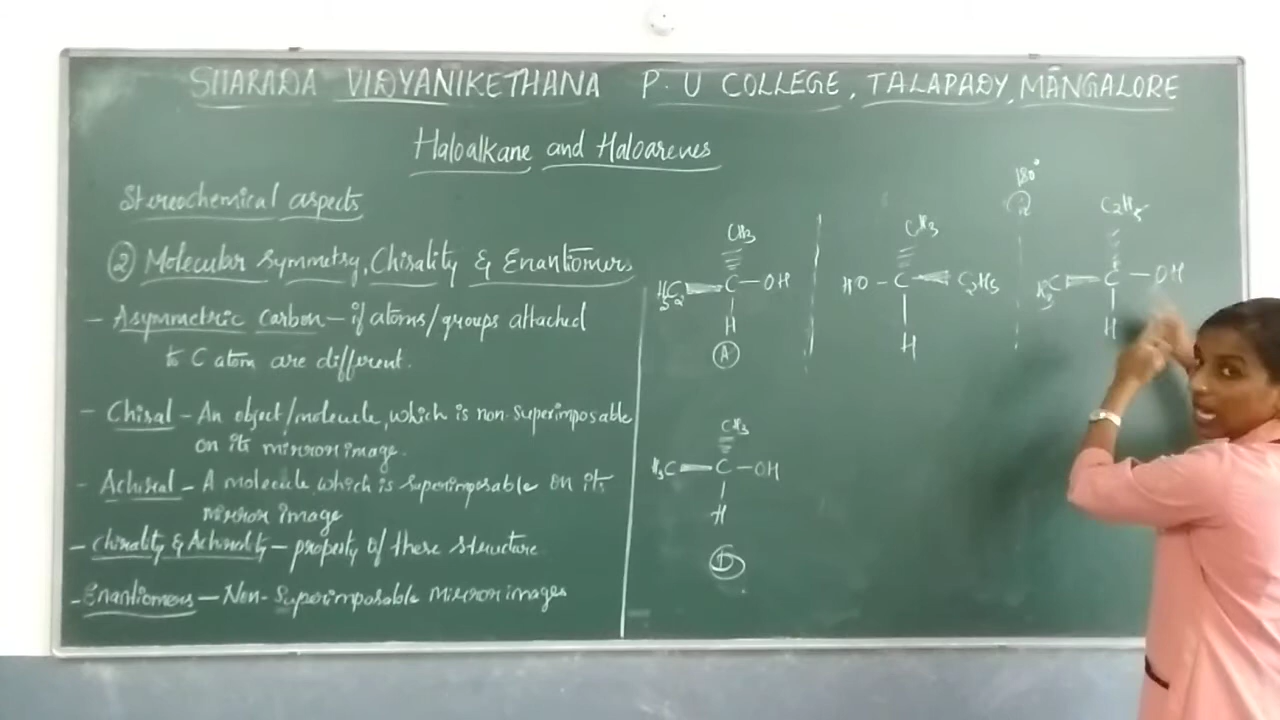 SHARADA VIDYANIKETHANA P.U COLLEGE, TALAPADY, MANGALORE
Haloalkane and Haloarenes
Stereochemical aspects
② Molecular symmetry, Chirality & Enantiomers
- Asymmetric Carbon - if atoms/groups attached
to C atom are different.
- Chiral - An object/molecule, which is non-superimposable
on its mirror image.
- Achiral - A molecule which is superimposable on its
mirror image
- Chirality & Achirality - property of these structure
- Enantiomers - Non-Superimposable mirror images
CH3
H5C2 C - OH
H
A
CH3
HO - C C2H5
H
180°
C2H5
H3C C - OH
H
CH3
H3C C - OH
H